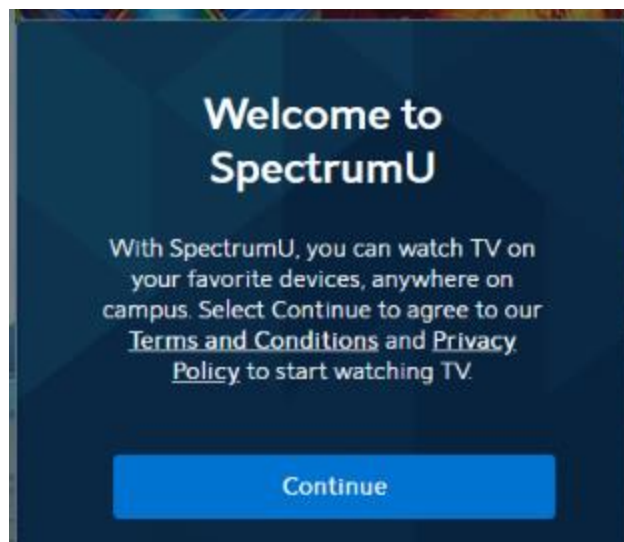 Welcome to
SpectrumU
With SpectrumU, you can watch TV on
your favorite devices, anywhere on
campus. Select Continue to agree to our
Terms and Conditions and Privacy
Policy to start watching TV.
Continue